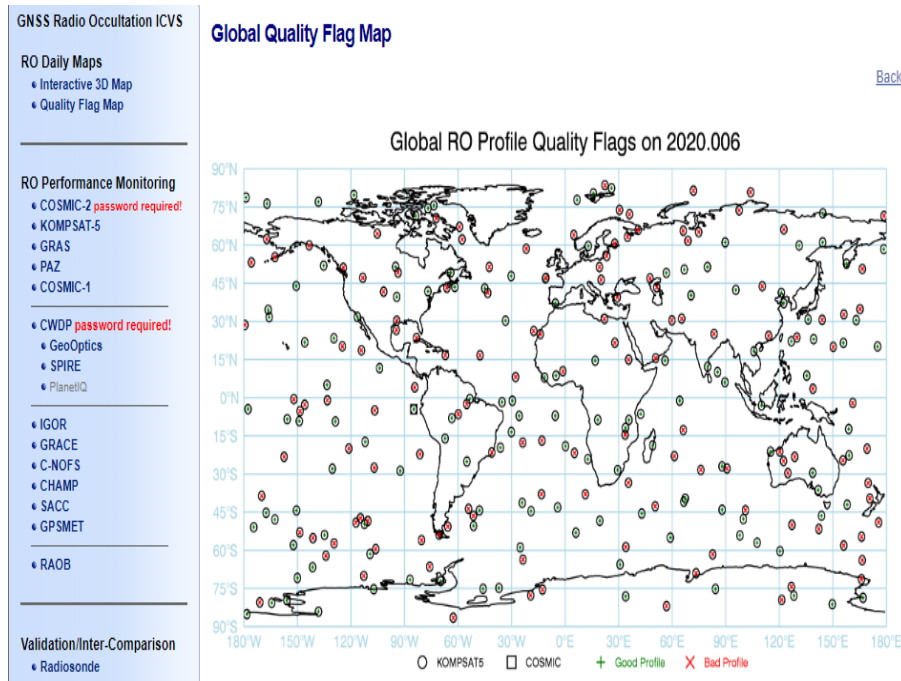 GNSS Radio Occultation ICVS
RO Daily Maps
Interactive 3D Map
Quality Flag Map
RO Performance Monitoring
COSMIC-2 password required!
KOMPSAT-5
GRAS
PAZ
COSMIC-1
CWDP password required!
GeoOptics
SPIRE
PlanetIQ
IGOR
GRACE
C-NOFS
CHAMP
SACC
GPSMET
RAOB
Validation/Inter-Comparison
Radiosonde
Global Quality Flag Map
Back
Global RO Profile Quality Flags on 2020.006
90°N
75°N
60°N
45°N
30°N
15°N
0°N
15°S
30°S
45°S
60°S
75°S
90°S
180°W 150°W 120°W 90°W 60°W 30°W 0°E 30°E 60°E 90°E 120°E 150°E 180°E
KOMPSAT5 COSMIC Good Profile Bad Profile